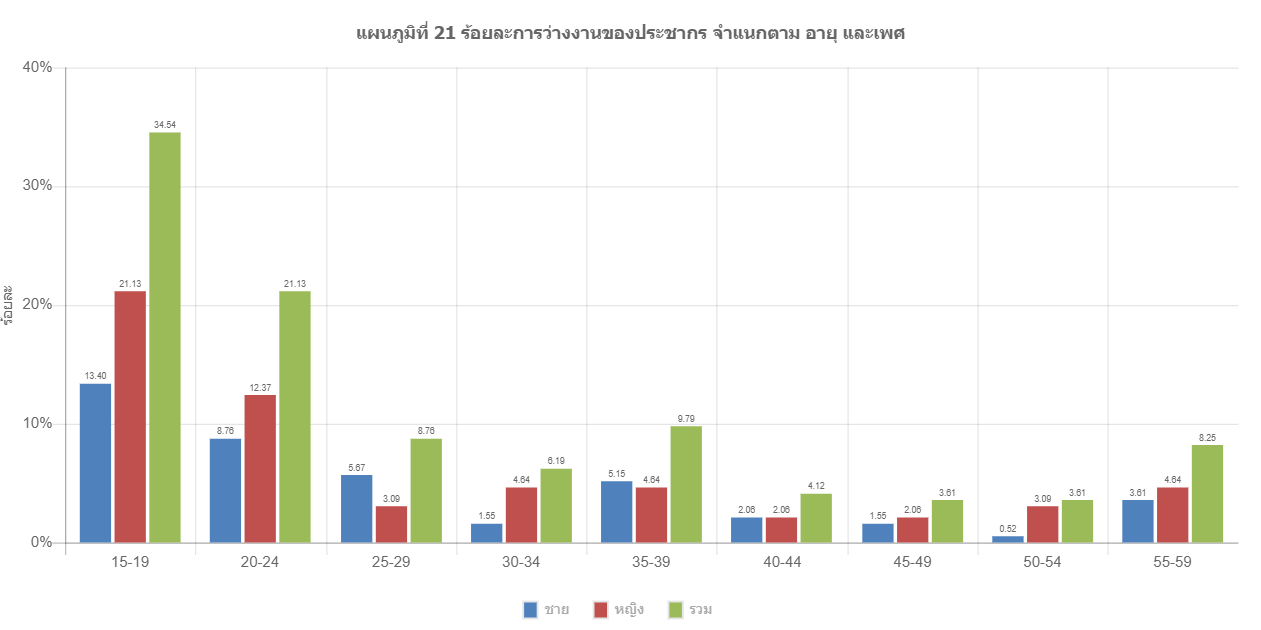 แผนภูมิที่ 21 ร้อยละการว่างงานของประชากร จำแนกตาม อายุ และเพศ
ร้อยละ
40%
30%
20%
10%
0%
13.40 21.13 34.54
8.76 12.37 21.13
5.67 3.09 8.76
1.55 4.64 6.19
5.15 4.64 9.79
2.06 2.06 4.12
1.55 2.06 3.61
0.52 3.09 3.61
3.61 4.64 8.25
15-19 20-24 25-29 30-34 35-39 40-44 45-49 50-54 55-59
ชาย หญิง รวม